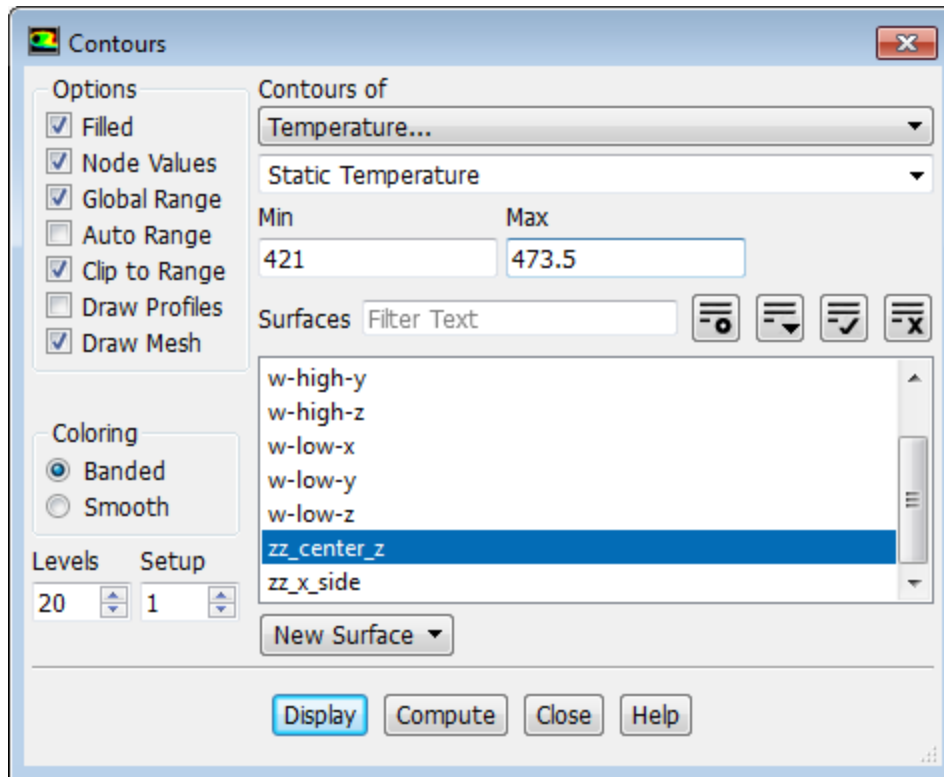 Contours
Options
Filled
Node Values
Global Range
Auto Range
Clip to Range
Draw Profiles
Draw Mesh
Coloring
Banded
Smooth
Levels Setup
20 1
Contours of
Temperature...
Static Temperature
Min Max
421 473.5
Surfaces Filter Text
w-high-y
w-high-z
w-low-x
w-low-y
w-low-z
zz_center_z
zz_x_side
New Surface
Display Compute Close Help